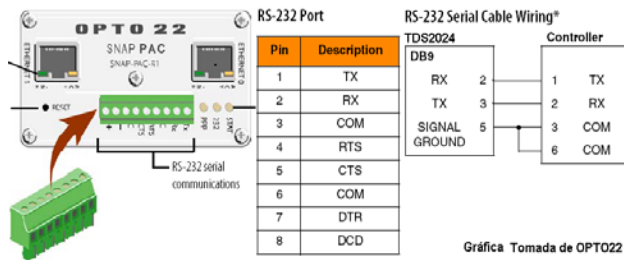 OPTO 22
SNAP PAC
SNAP-PAC-R1
ETHERNET 1
ETHERNET 0
RESET
RS-232 serial
communications
RS-232 Port
Pin Description
1 TX
2 RX
3 COM
4 RTS
5 CTS
6 COM
7 DTR
8 DCD
RS-232 Serial Cable Wiring*
TDS2024 Controller
DB9
RX 2 1 TX
TX 3 2 RX
SIGNAL 5 3 COM
GROUND 6 COM
Gráfica Tomada de OPTO22